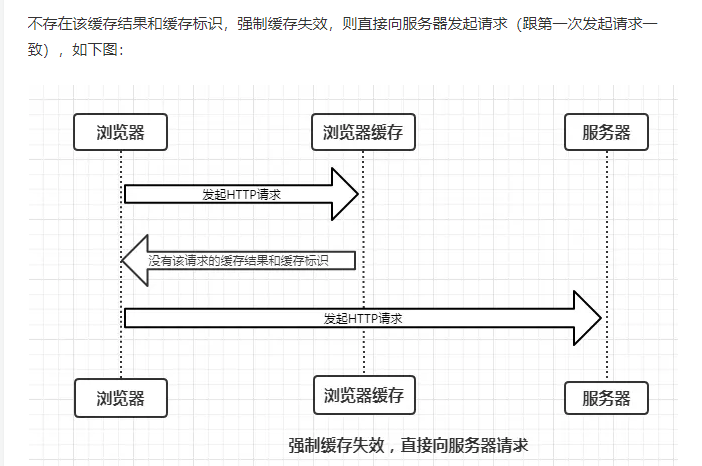 不存在该缓存结果和缓存标识，强制缓存失效，则直接向服务器发起请求（跟第一次发起请求一
致），如下图：
浏览器 浏览器缓存 服务器
发起HTTP请求
没有该请求的缓存结果和缓存标识
发起HTTP请求
浏览器 浏览器缓存 服务器
强制缓存失效，直接向服务器请求